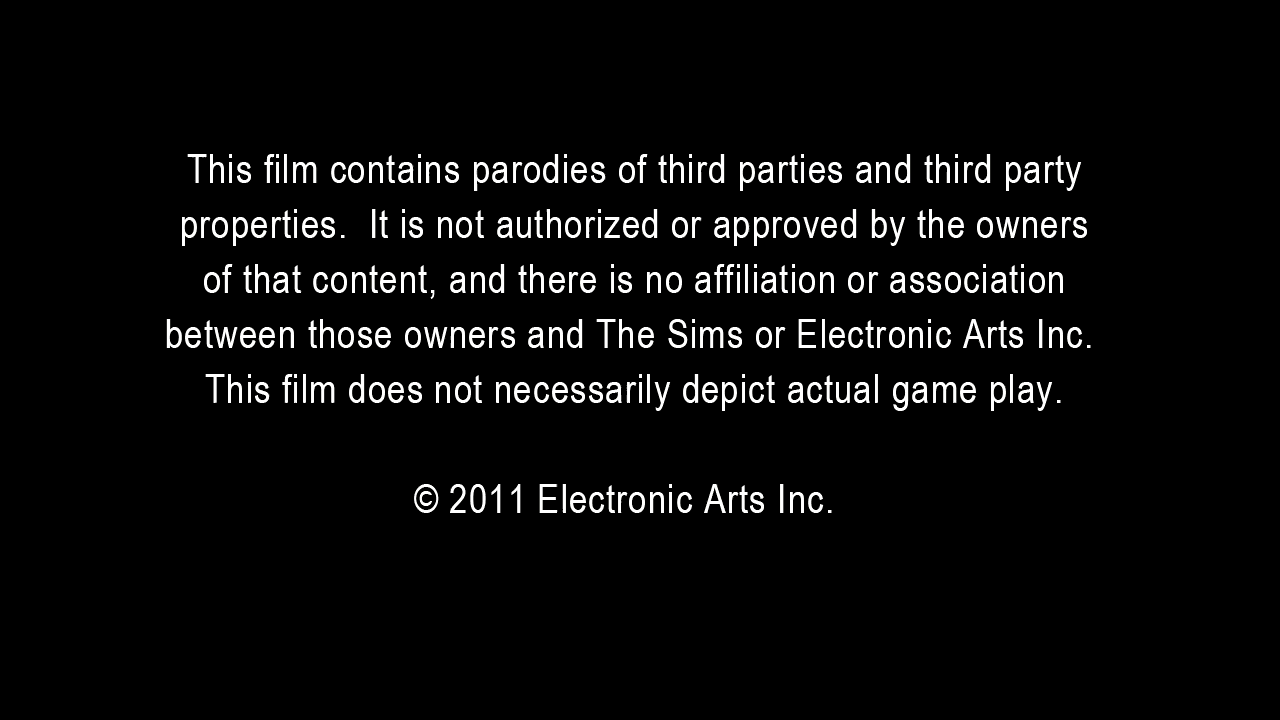 This film contains parodies of third parties and third party
properties.  It is not authorized or approved by the owners
of that content, and there is no affiliation or association
between those owners and The Sims or Electronic Arts Inc.
This film does not necessarily depict actual game play.
© 2011 Electronic Arts Inc.